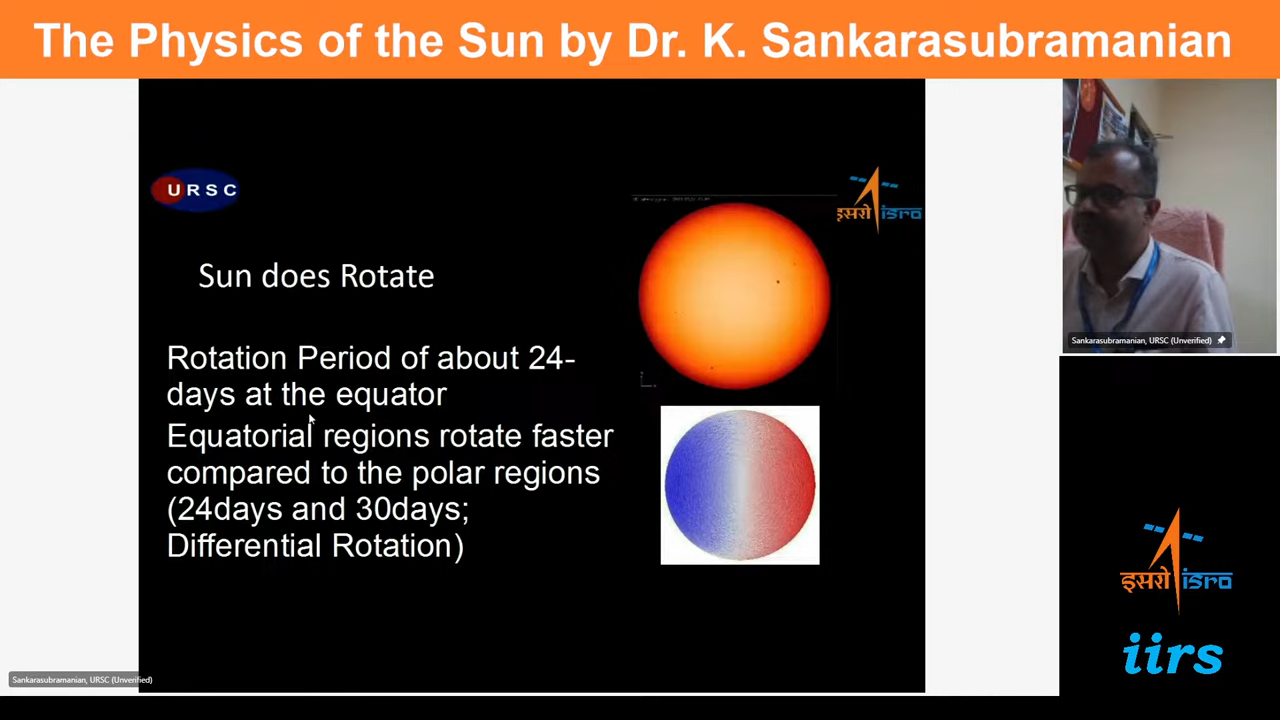 The Physics of the Sun by Dr. K. Sankarasubramanian
URSC
इसरो isro
Sun does Rotate
Rotation Period of about 24-
days at the equator
Equatorial regions rotate faster
compared to the polar regions
(24days and 30days;
Differential Rotation)
Sankarasubramanian, URSC (Unverified)
इसरो isro
iirs
Sankarasubramanian, URSC (Unverified)